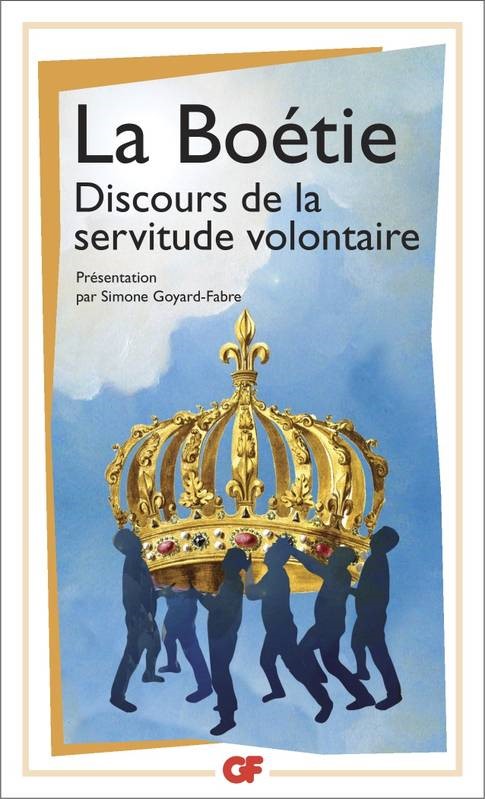 La Boétie
Discours de la
servitude volontaire
Présentation
par Simone Goyard-Fabre
GF